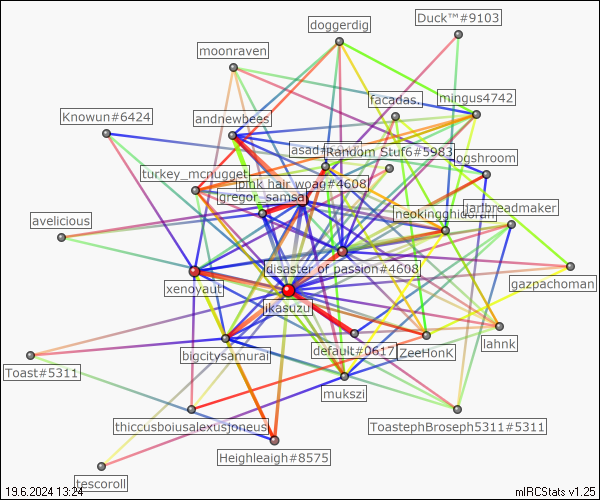 Duck™#9103
doggerdig
moonraven
facadas..
mingus4742
Knowun#6424
andnewbees
Random Stuf6#5983
ogshroom
turkey_mcnugget
pink hair woag#4608
gregor_samsa
neokingghidorah
jarbreadmaker
avelicious
disaster of passion#4608
xenoyaut
gazpachoman
ikasuzu
lahnk
default#0617
ZeeHonK
bigcitysamurai
Toast#5311
mukszi
thiccusboiusalexusjoneus
ToastephBroseph5311#5311
Heighleaigh#8575
tescoroll
19.6.2024 13:24
mIRCStats v1.25